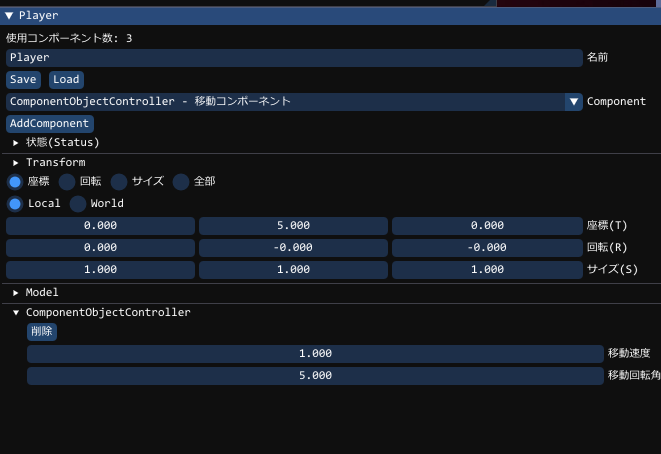 Player
使用コンポーネント数: 3
Player 名前
Save Load
ComponentObjectController - 移動コンポーネント Component
AddComponent
状態(Status)
Transform
座標 回転 サイズ 全部
Local World
0.000 5.000 0.000 座標(T)
0.000 -0.000 -0.000 回転(R)
1.000 1.000 1.000 サイズ(S)
Model
ComponentObjectController
削除
1.000 移動速度
5.000 移動回転角